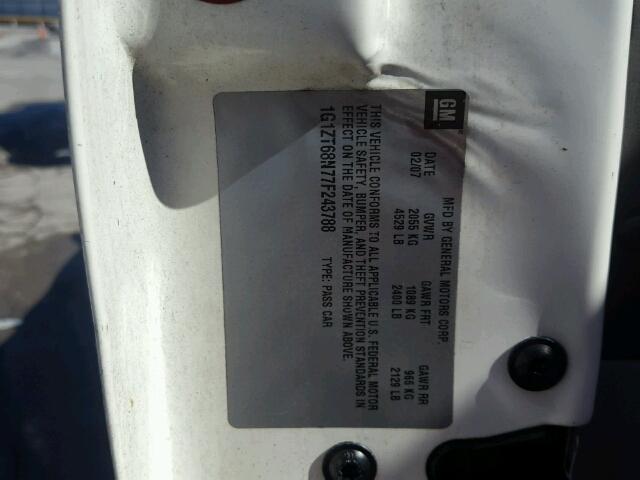 GM
MFD BY GENERAL MOTORS CORP.
DATE GVWR GAWR FRT GAWR RR
02/07 2055 KG 1089 KG 966 KG
4529 LB 2400 LB 2129 LB
THIS VEHICLE CONFORMS TO ALL APPLICABLE U.S. FEDERAL MOTOR
VEHICLE SAFETY, BUMPER, AND THEFT PREVENTION STANDARDS IN
EFFECT ON THE DATE OF MANUFACTURE SHOWN ABOVE.
1G1ZT68N77F243788 TYPE: PASS CAR